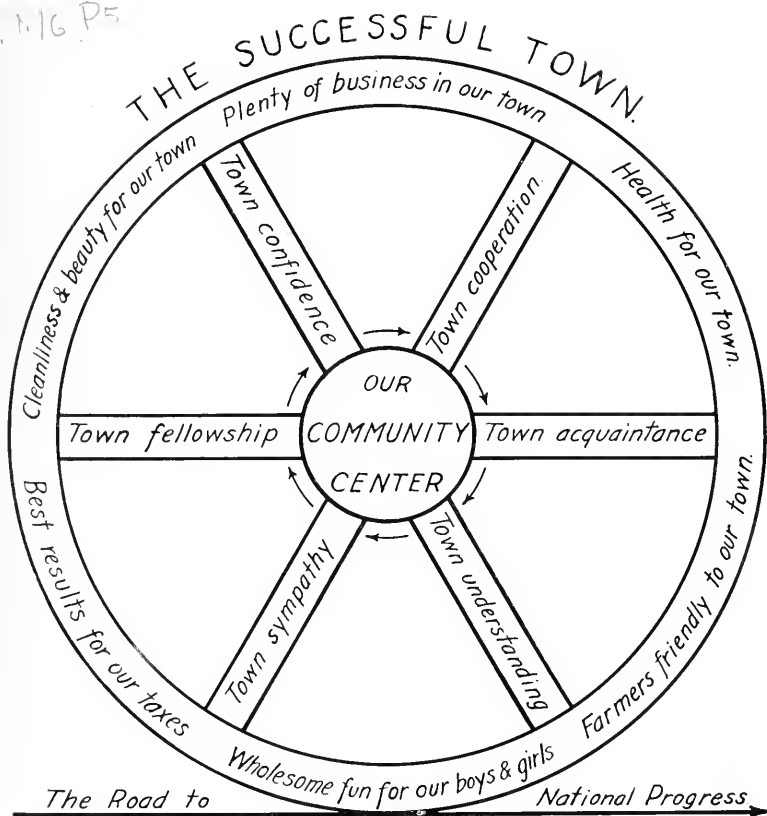 THE SUCCESSFUL TOWN.
Plenty of business in our town
Health for our town.
Farmers friendly to our town.
Wholesome fun for our boys & girls
Best results for our taxes
Cleanliness & beauty for our town
Town confidence
Town cooperation.
Town acquaintance
Town understanding
Town sympathy
Town fellowship
OUR
COMMUNITY
CENTER
The Road to National Progress